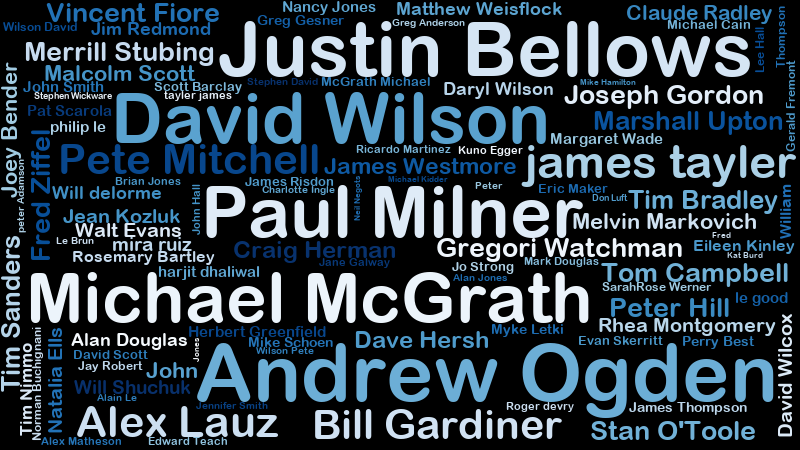 Vincent Fiore
Nancy Jones
Matthew Weisflock
Claude Radley
Wilson David
Jim Redmond
Greg Gesner
Greg Anderson
Michael Cain
Thompson
Merrill Stubing
Justin Bellows
Lee Hall
Malcolm Scott
Stephen David
McGrath Michael
Mike Hamilton
John Smith
Scott Barclay
Daryl Wilson
Joseph Gordon
Gerald Fremont
Stephen Wickware
tayler james
Joey Bender
Pat Scarola
David Wilson
Marshall Upton
philip le
Fred Ziffel
Pete Mitchell
Ricardo Martinez
Kuno Egger
Margaret Wade
James Westmore
james tayler
peter Adamson
Brian Jones
James Risdon
Michael Kidder
Peter
Eric Maker
Will delorme
Charlotte Ingle
Neil Negoto
Don Luft
Tim Bradley
William
John Hall
Jean Kozluk
Paul Milner
Melvin Markovich
Walt Evans
Le Brun
mira ruiz
Craig Herman
Gregori Watchman
Fred
Eileen Kinley
Rosemary Bartley
Jane Galway
Mark Douglas
Kat Burd
Tim Sanders
harjit dhaliwal
Jo Strong
Tom Campbell
Alan Jones
SarahRose Werner
Michael McGrath
Peter Hill
le good
Herbert Greenfield
Myke Letki
Rhea Montgomery
Alan Douglas
Mike Schoen
Dave Hersh
Evan Skerritt
Perry Best
Tim Nimmo
Norman Buchignani
Natalia Ells
David Scott
Jones
Wilson Pete
David Wilcox
Jay Robert
John
Andrew Ogden
Will Shuchuk
Alain Le
Jennifer Smith
Roger devry
James Thompson
Alex Lauz
Bill Gardiner
Stan O'Toole
Alex Matheson
Edward Teach